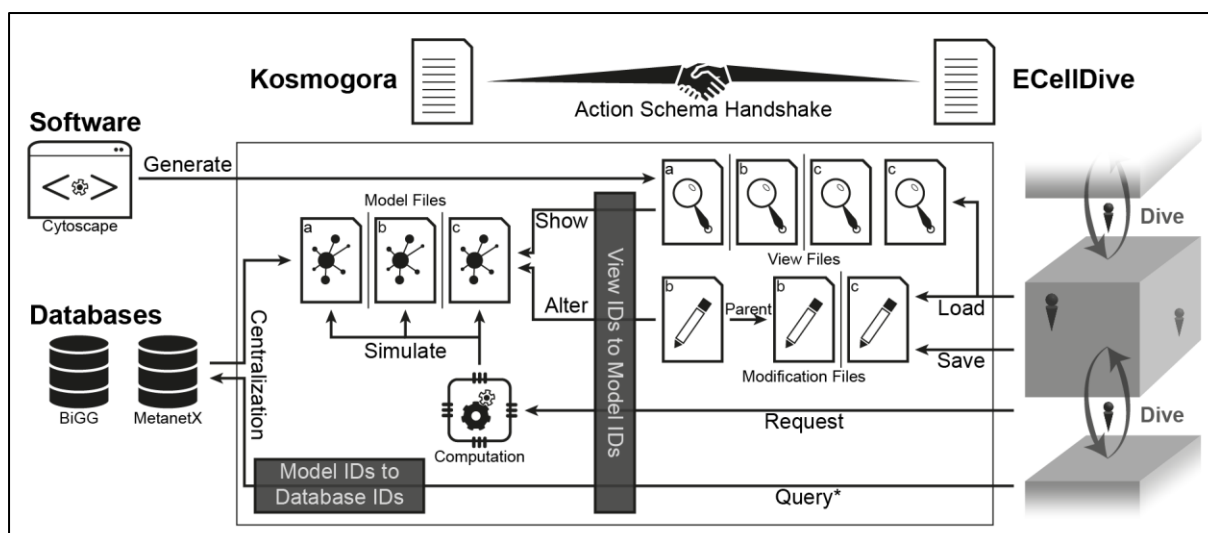 Kosmogora
Action Schema Handshake
ECellDive
Software
Cytoscape
Generate
Model Files
a
b
c
Show
Alter
Simulate
View IDs to Model IDs
a
b
c
c
View Files
b
Parent
b
c
Modification Files
Load
Save
Dive
Dive
Databases
BiGG
MetanetX
Centralization
Computation
Request
Model IDs to
Database IDs
Query*